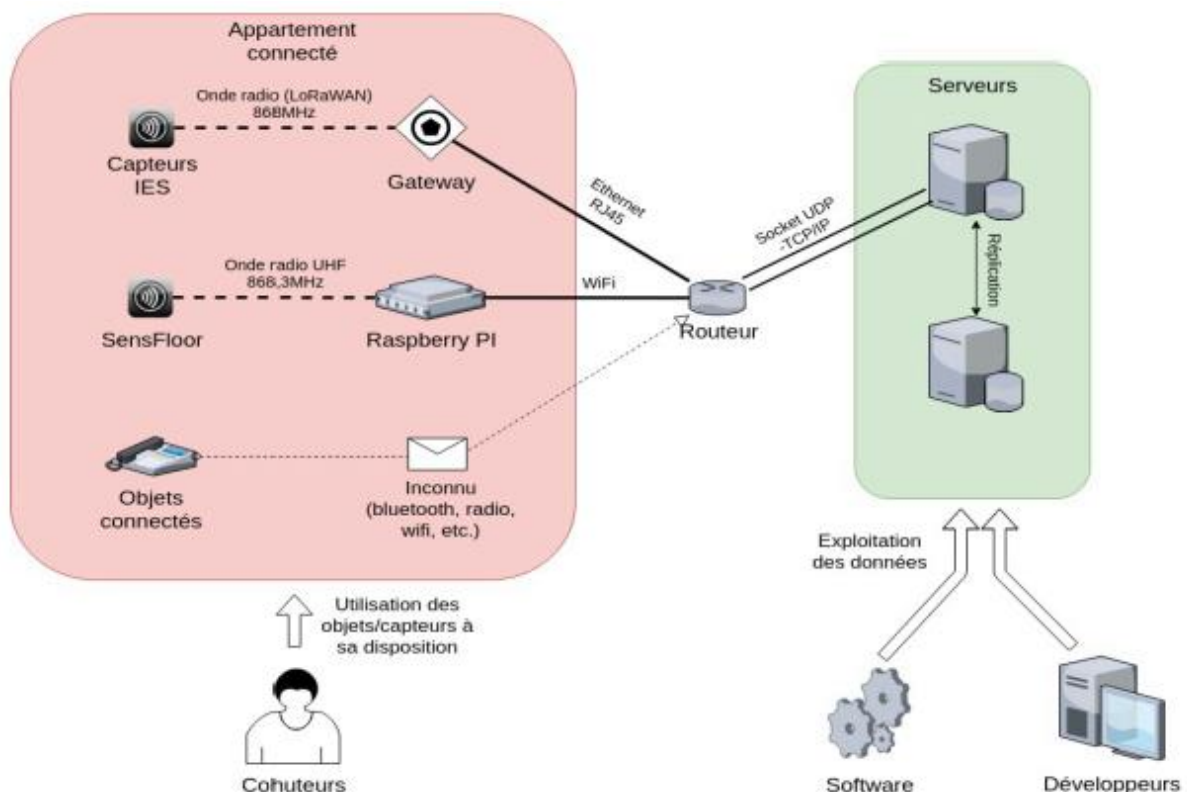 Appartement
connecté
Onde radio (LoRaWAN)
868MHz
Capteurs
IES
Gateway
Ethernet
RJ45
Onde radio UHF
868,3MHz
SensFloor
Raspberry PI
WiFi
Routeur
Socket UDP
-TCP/IP
Serveurs
Réplication
Objets
connectés
Inconnu
(bluetooth, radio,
wifi, etc.)
Utilisation des
objets/capteurs à
sa disposition
Cohuteurs
Exploitation
des données
Software
Développeurs